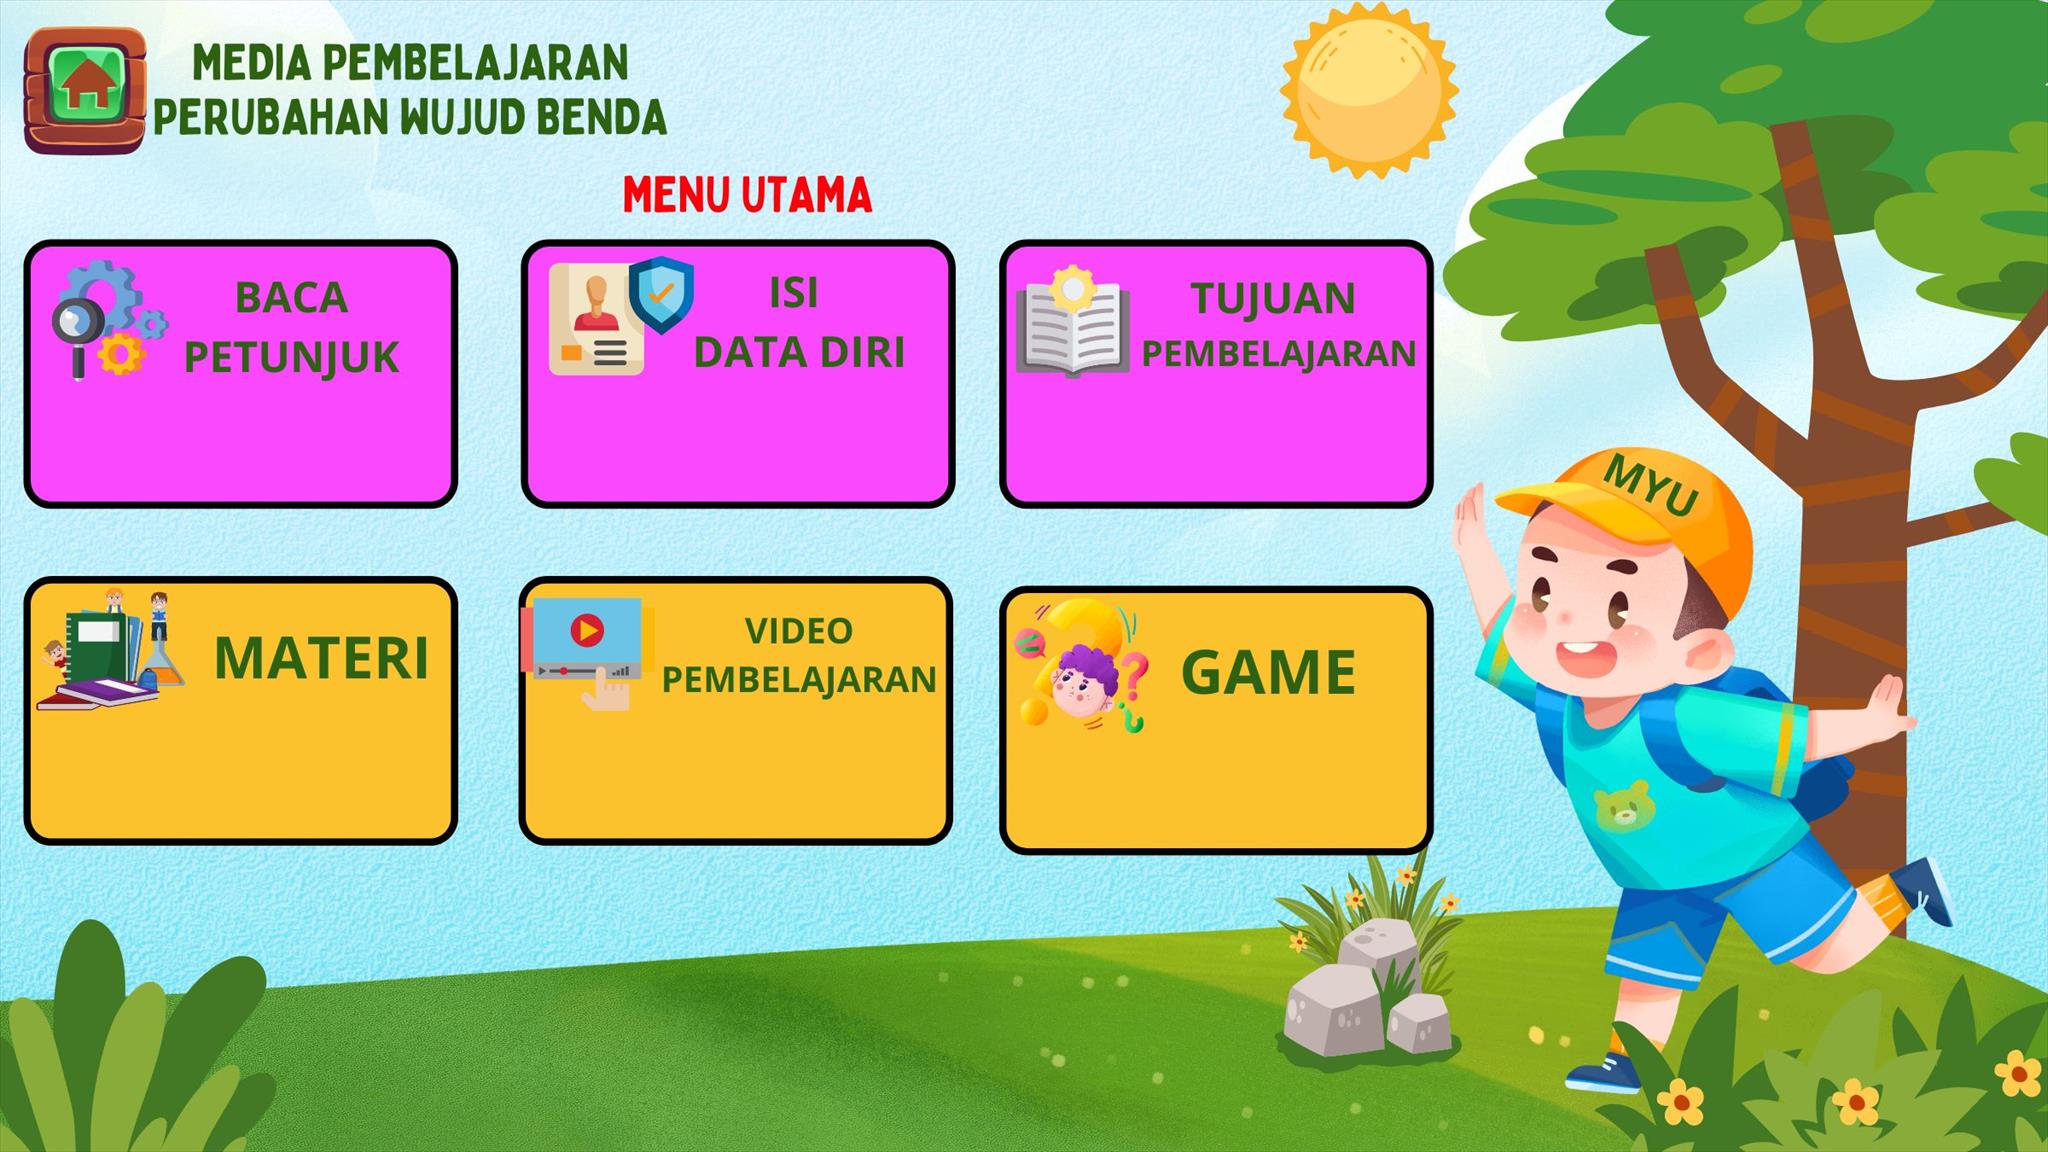 MEDIA PEMBELAJARAN
PERUBAHAN WUJUD BENDA
MENU UTAMA
BACA
PETUNJUK
ISI
DATA DIRI
TUJUAN
PEMBELAJARAN
MATERI
VIDEO
PEMBELAJARAN
GAME
MYU